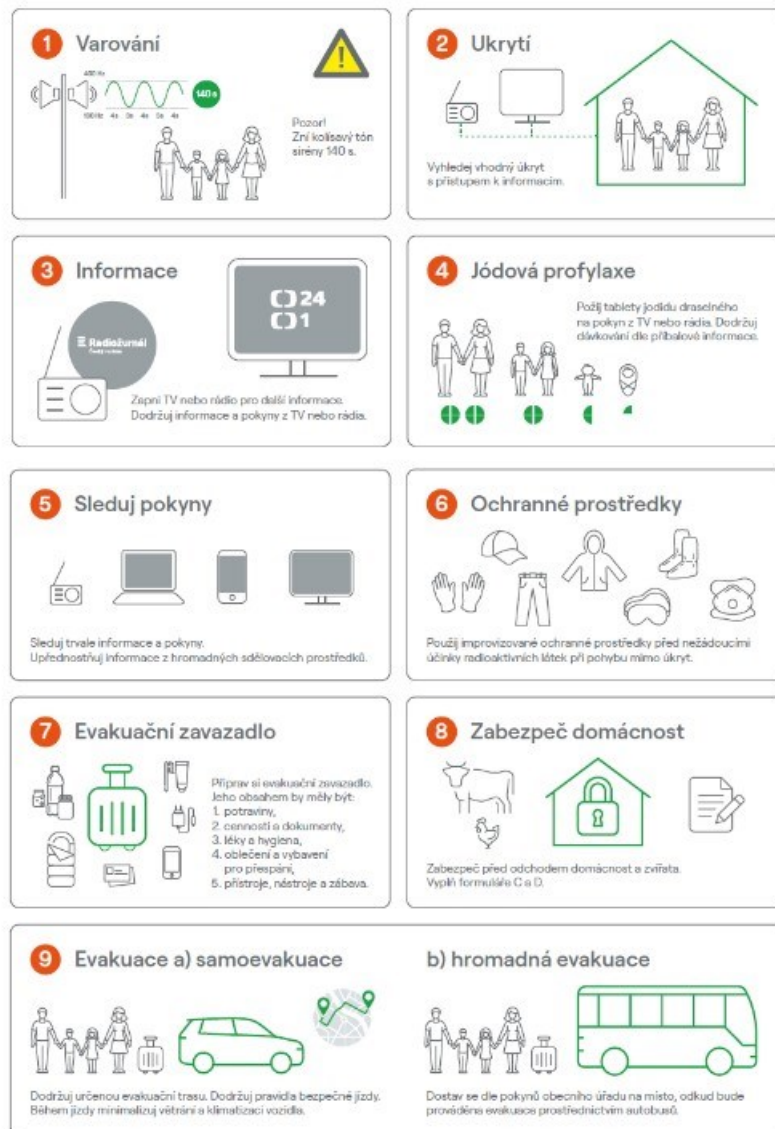 1 Varování
400 Hz
140 s
180 Hz 4s 3s 4s 3s 4s
Pozor!
Zní kolísavý tón
sirény 140 s.
2 Ukrytí
Vyhledej vhodný úkryt
s přístupem k informacím.
3 Informace
Radiožurnál
Český rozhlas
24
1
Zapni TV nebo rádio pro další informace.
Dodržuj informace a pokyny z TV nebo rádia.
4 Jódová profylaxe
Požij tablety jodidu draselného
na pokyn z TV nebo rádia. Dodržuj
dávkování dle příbalové informace.
5 Sleduj pokyny
Sleduj trvale informace a pokyny.
Upřednostňuj informace z hromadných sdělovacích prostředků.
6 Ochranné prostředky
Použij improvizované ochranné prostředky před nežádoucími
účinky radioaktivních látek při pohybu mimo úkryt.
7 Evakuační zavazadlo
Připrav si evakuační zavazadlo.
Jeho obsahem by měly být:
1. potraviny,
2. cennosti a dokumenty,
3. léky a hygiena,
4. oblečení a vybavení
pro přespání,
5. přístroje, nástroje a zábava.
8 Zabezpeč domácnost
Zabezpeč před odchodem domácnost a zvířata.
Vyplň formuláře C a D.
9 Evakuace a) samoevakuace
Dodržuj určenou evakuační trasu. Dodržuj pravidla bezpečné jízdy.
Během jízdy minimalizuj větrání a klimatizaci vozidla.
b) hromadná evakuace
Dostav se dle pokynů obecního úřadu na místo, odkud bude
prováděna evakuace prostřednictvím autobusů.